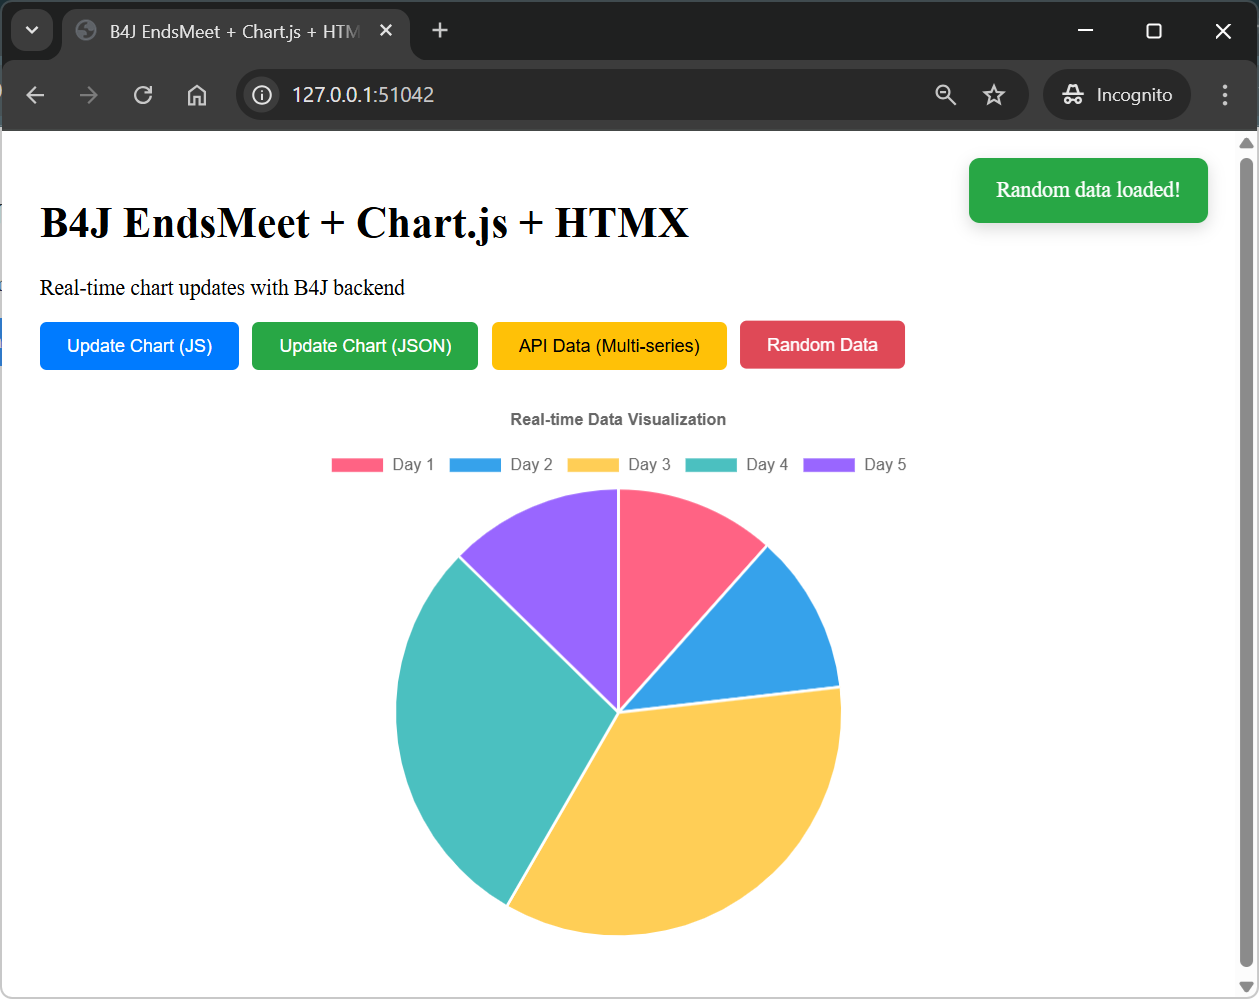 B4J EndsMeet + Chart.js + HTM
127.0.0.1:51042
Incognito
Random data loaded!
B4J EndsMeet + Chart.js + HTMX
Real-time chart updates with B4J backend
Update Chart (JS)
Update Chart (JSON)
API Data (Multi-series)
Random Data
Real-time Data Visualization
Day 1
Day 2
Day 3
Day 4
Day 5